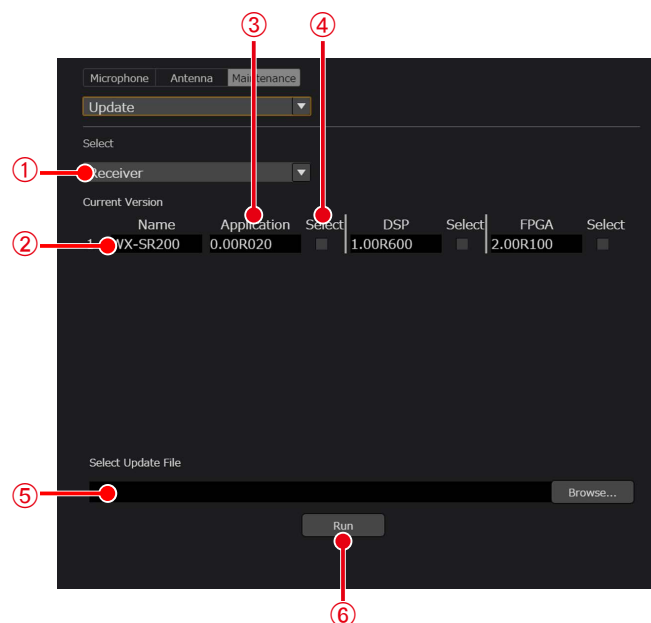 ③ ④
Microphone Antenna Maintenance
Update
Select
① Receiver
Current Version
Name Application Select DSP Select FPGA Select
② 1 WX-SR200 0.00R020 1.00R600 2.00R100
Select Update File
⑤ Browse...
Run
⑥